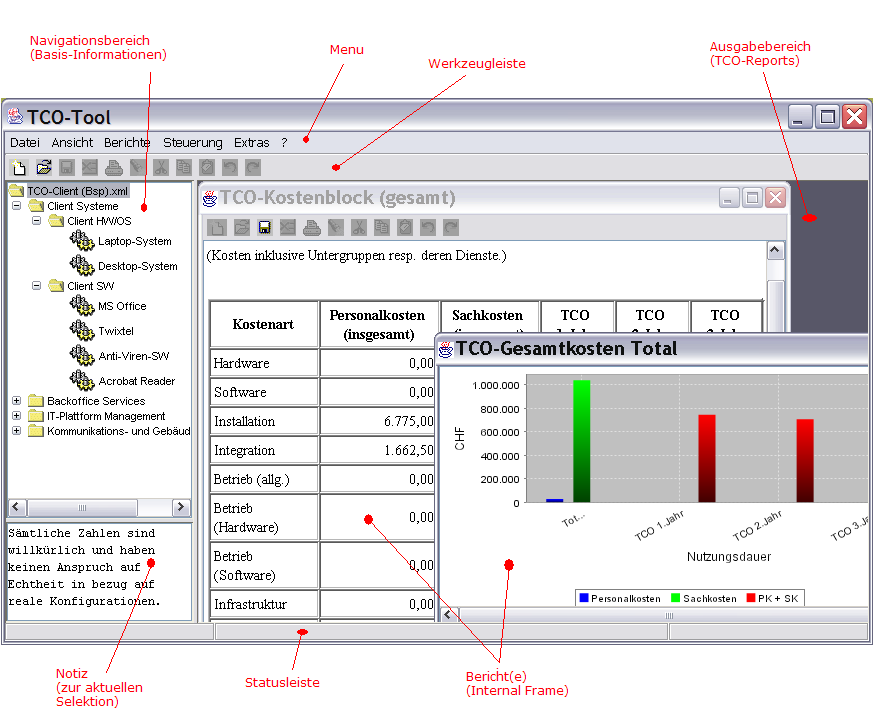 Navigationsbereich
(Basis-Informationen)
Menu
Werkzeugleiste
Ausgabebereich
(TCO-Reports)
TCO-Tool
Datei Ansicht Berichte Steuerung Extras ?
TCO-Client (Bsp).xml
Client Systeme
Client HW/OS
Laptop-System
Desktop-System
Client SW
MS Office
Twixtel
Anti-Viren-SW
Acrobat Reader
Backoffice Services
IT-Plattform Management
Kommunikations- und Gebäud
Sämtliche Zahlen sind
willkürlich und haben
keinen Anspruch auf
Echtheit in bezug auf
reale Konfigurationen.
TCO-Kostenblock (gesamt)
(Kosten inklusive Untergruppen resp. deren Dienste.)
Kostenart
Personalkosten
(insgesamt)
Sachkosten
TCO
TCO
TCO
Hardware 0,00
Software 0,00
Installation 6.775,00
Integration 1.662,50
Betrieb (allg.) 0,00
Betrieb
(Hardware) 0,00
Betrieb
(Software) 0,00
Infrastruktur 0,00
TCO-Gesamtkosten Total
1.000.000
800.000
600.000
400.000
200.000
0
CHF
Tot...
TCO 1.Jahr
TCO 2.Jahr
TCO 3.Ja
Nutzungsdauer
Personalkosten Sachkosten PK + SK
Notiz
(zur aktuellen
Selektion)
Statusleiste
Bericht(e)
(Internal Frame)